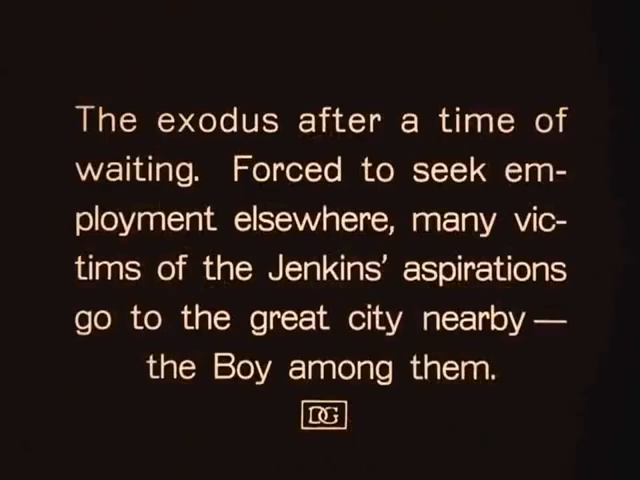 The exodus after a time of
waiting. Forced to seek em-
ployment elsewhere, many vic-
tims of the Jenkins' aspirations
go to the great city nearby —
the Boy among them.
DG